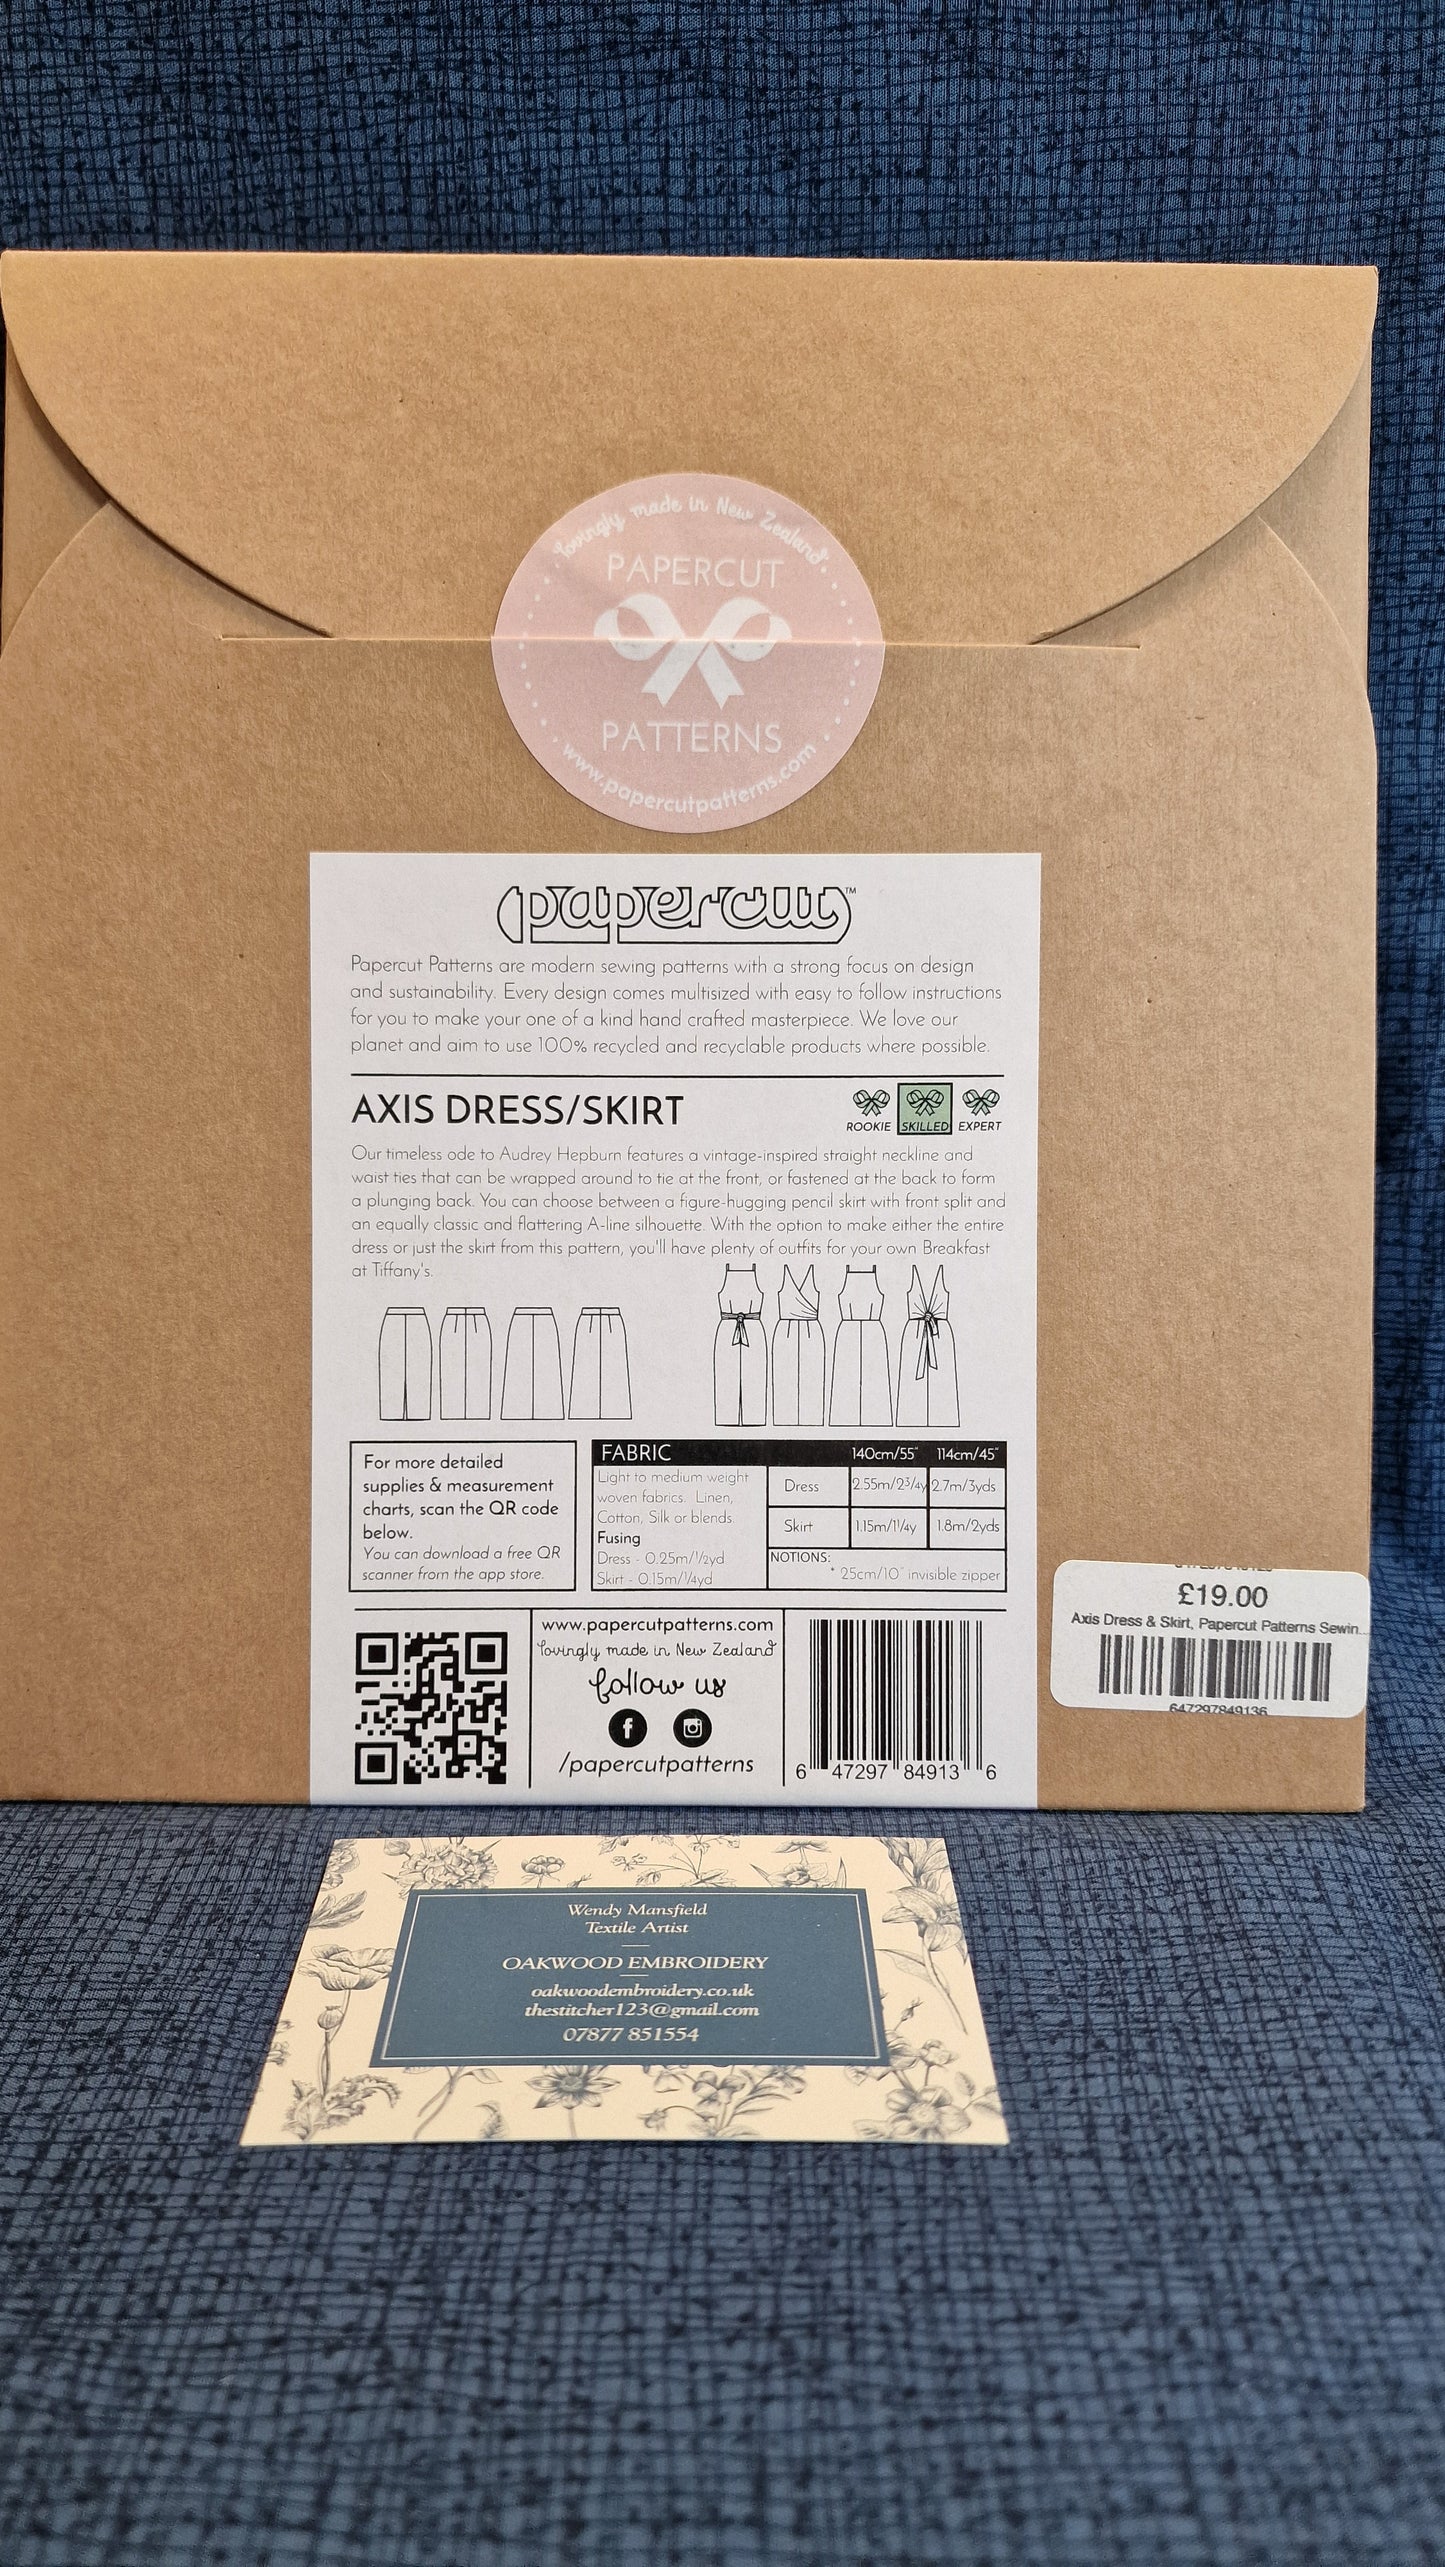 lovingly made in New Zealand
PAPERCUT
PATTERNS
www.papercutpatterns.com
papercut™
Papercut Patterns are modern sewing patterns with a strong focus on design
and sustainability. Every design comes multisized with easy to follow instructions
for you to make your one of a kind hand crafted masterpiece. We love our
planet and aim to use 100% recycled and recyclable products where possible.
AXIS DRESS/SKIRT
ROOKIE SKILLED EXPERT
Our timeless ode to Audrey Hepburn features a vintage-inspired straight neckline and
waist ties that can be wrapped around to tie at the front, or fastened at the back to form
a plunging back. You can choose between a figure-hugging pencil skirt with front split and
an equally classic and flattering A-line silhouette. With the option to make either the entire
dress or just the skirt from this pattern, you'll have plenty of outfits for your own Breakfast
at Tiffany's.
For more detailed
supplies & measurement
charts, scan the QR code
below.
You can download a free QR
scanner from the app store.
FABRIC 140cm/55" 114cm/45"
Light to medium weight
woven fabrics. Linen,
Cotton, Silk or blends.
Fusing
Dress - 0.25m/1/2yd
Skirt - 0.15m/1/4yd
Dress 2.55m/2 3/4y 2.7m/3yds
Skirt 1.15m/1 1/4y 1.8m/2yds
NOTIONS:
* 25cm/10" invisible zipper
www.papercutpatterns.com
lovingly made in New Zealand
follow us
/papercutpatterns
6 47297 84913 6
£19.00
Axis Dress & Skirt, Papercut Patterns Sewin...
647297849136
Wendy Mansfield
Textile Artist
OAKWOOD EMBROIDERY
oakwoodembroidery.co.uk
thestitcher123@gmail.com
07877 851554